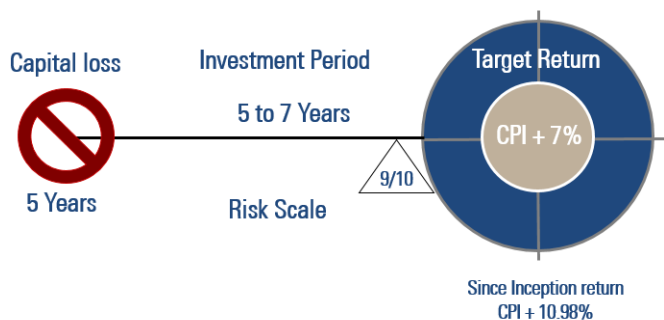 Capital loss
5 Years
Investment Period
5 to 7 Years
9/10
Risk Scale
Target Return
CPI + 7%
Since Inception return
CPI + 10.98%